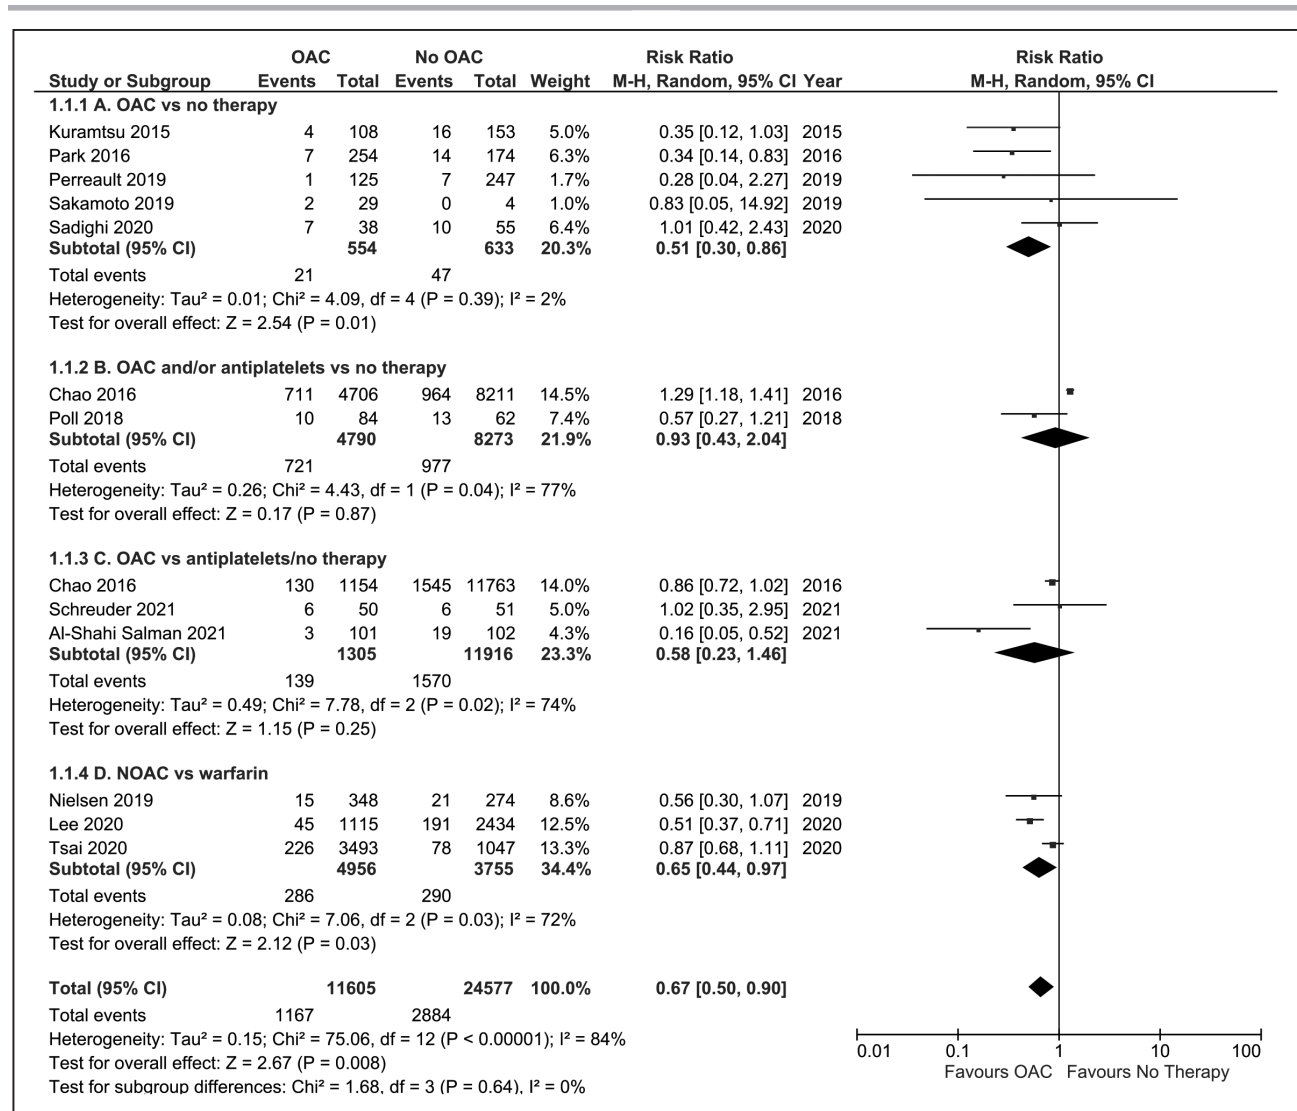 OAC No OAC Risk Ratio Risk Ratio
Study or Subgroup Events Total Events Total Weight M-H, Random, 95% CI Year M-H, Random, 95% CI
1.1.1 A. OAC vs no therapy
Kuramtsu 2015 4 108 16 153 5.0% 0.35 [0.12, 1.03] 2015
Park 2016 7 254 14 174 6.3% 0.34 [0.14, 0.83] 2016
Perreault 2019 1 125 7 247 1.7% 0.28 [0.04, 2.27] 2019
Sakamoto 2019 2 29 0 4 1.0% 0.83 [0.05, 14.92] 2019
Sadighi 2020 7 38 10 55 6.4% 1.01 [0.42, 2.43] 2020
Subtotal (95% CI) 554 633 20.3% 0.51 [0.30, 0.86]
Total events 21 47
Heterogeneity: Tau² = 0.01; Chi² = 4.09, df = 4 (P = 0.39); I² = 2%
Test for overall effect: Z = 2.54 (P = 0.01)
1.1.2 B. OAC and/or antiplatelets vs no therapy
Chao 2016 711 4706 964 8211 14.5% 1.29 [1.18, 1.41] 2016
Poll 2018 10 84 13 62 7.4% 0.57 [0.27, 1.21] 2018
Subtotal (95% CI) 4790 8273 21.9% 0.93 [0.43, 2.04]
Total events 721 977
Heterogeneity: Tau² = 0.26; Chi² = 4.43, df = 1 (P = 0.04); I² = 77%
Test for overall effect: Z = 0.17 (P = 0.87)
1.1.3 C. OAC vs antiplatelets/no therapy
Chao 2016 130 1154 1545 11763 14.0% 0.86 [0.72, 1.02] 2016
Schreuder 2021 6 50 6 51 5.0% 1.02 [0.35, 2.95] 2021
Al-Shahi Salman 2021 3 101 19 102 4.3% 0.16 [0.05, 0.52] 2021
Subtotal (95% CI) 1305 11916 23.3% 0.58 [0.23, 1.46]
Total events 139 1570
Heterogeneity: Tau² = 0.49; Chi² = 7.78, df = 2 (P = 0.02); I² = 74%
Test for overall effect: Z = 1.15 (P = 0.25)
1.1.4 D. NOAC vs warfarin
Nielsen 2019 15 348 21 274 8.6% 0.56 [0.30, 1.07] 2019
Lee 2020 45 1115 191 2434 12.5% 0.51 [0.37, 0.71] 2020
Tsai 2020 226 3493 78 1047 13.3% 0.87 [0.68, 1.11] 2020
Subtotal (95% CI) 4956 3755 34.4% 0.65 [0.44, 0.97]
Total events 286 290
Heterogeneity: Tau² = 0.08; Chi² = 7.06, df = 2 (P = 0.03); I² = 72%
Test for overall effect: Z = 2.12 (P = 0.03)
Total (95% CI) 11605 24577 100.0% 0.67 [0.50, 0.90]
Total events 1167 2884
Heterogeneity: Tau² = 0.15; Chi² = 75.06, df = 12 (P < 0.00001); I² = 84%
Test for overall effect: Z = 2.67 (P = 0.008)
Test for subgroup differences: Chi² = 1.68, df = 3 (P = 0.64), I² = 0%
0.01 0.1 1 10 100
Favours OAC Favours No Therapy